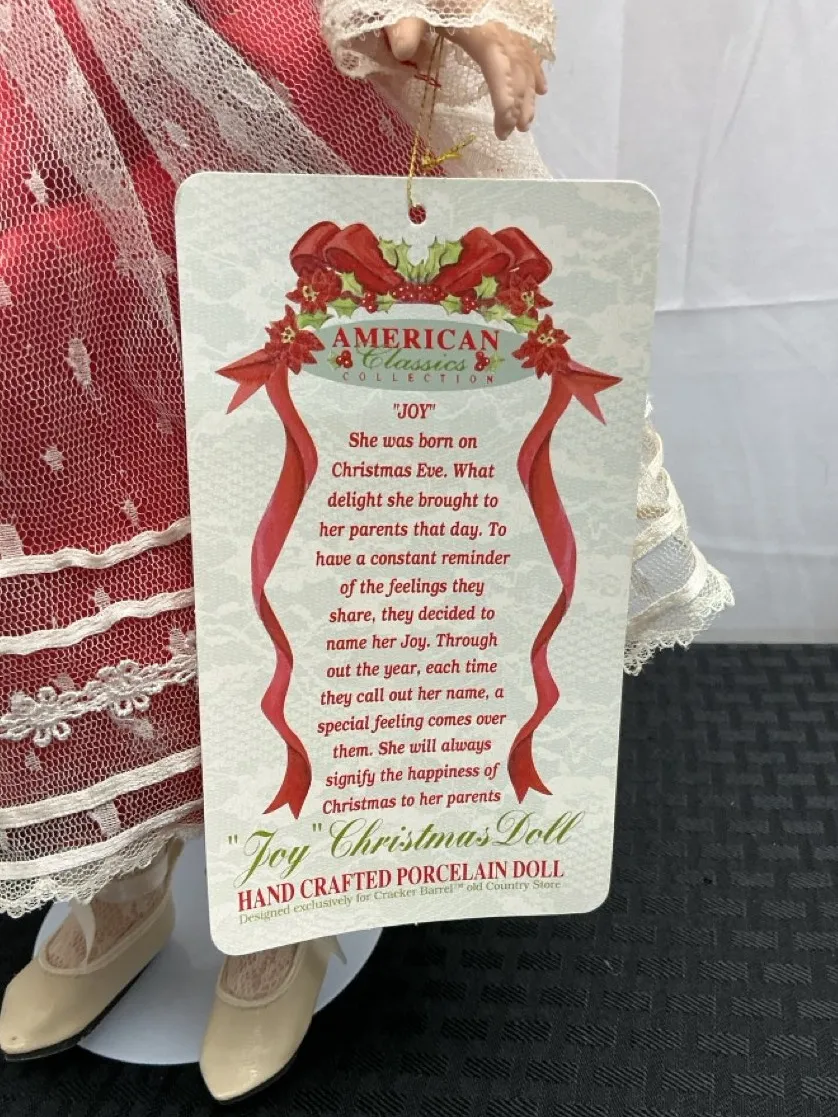 AMERICAN
Classics
COLLECTION
"JOY"
She was born on
Christmas Eve. What
delight she brought to
her parents that day. To
have a constant reminder
of the feelings they
share, they decided to
name her Joy. Through
out the year, each time
they call out her name, a
special feeling comes over
them. She will always
signify the happiness of
Christmas to her parents
"Joy" Christmas Doll
HAND CRAFTED PORCELAIN DOLL
Designed exclusively for Cracker Barrel™ old Country Store